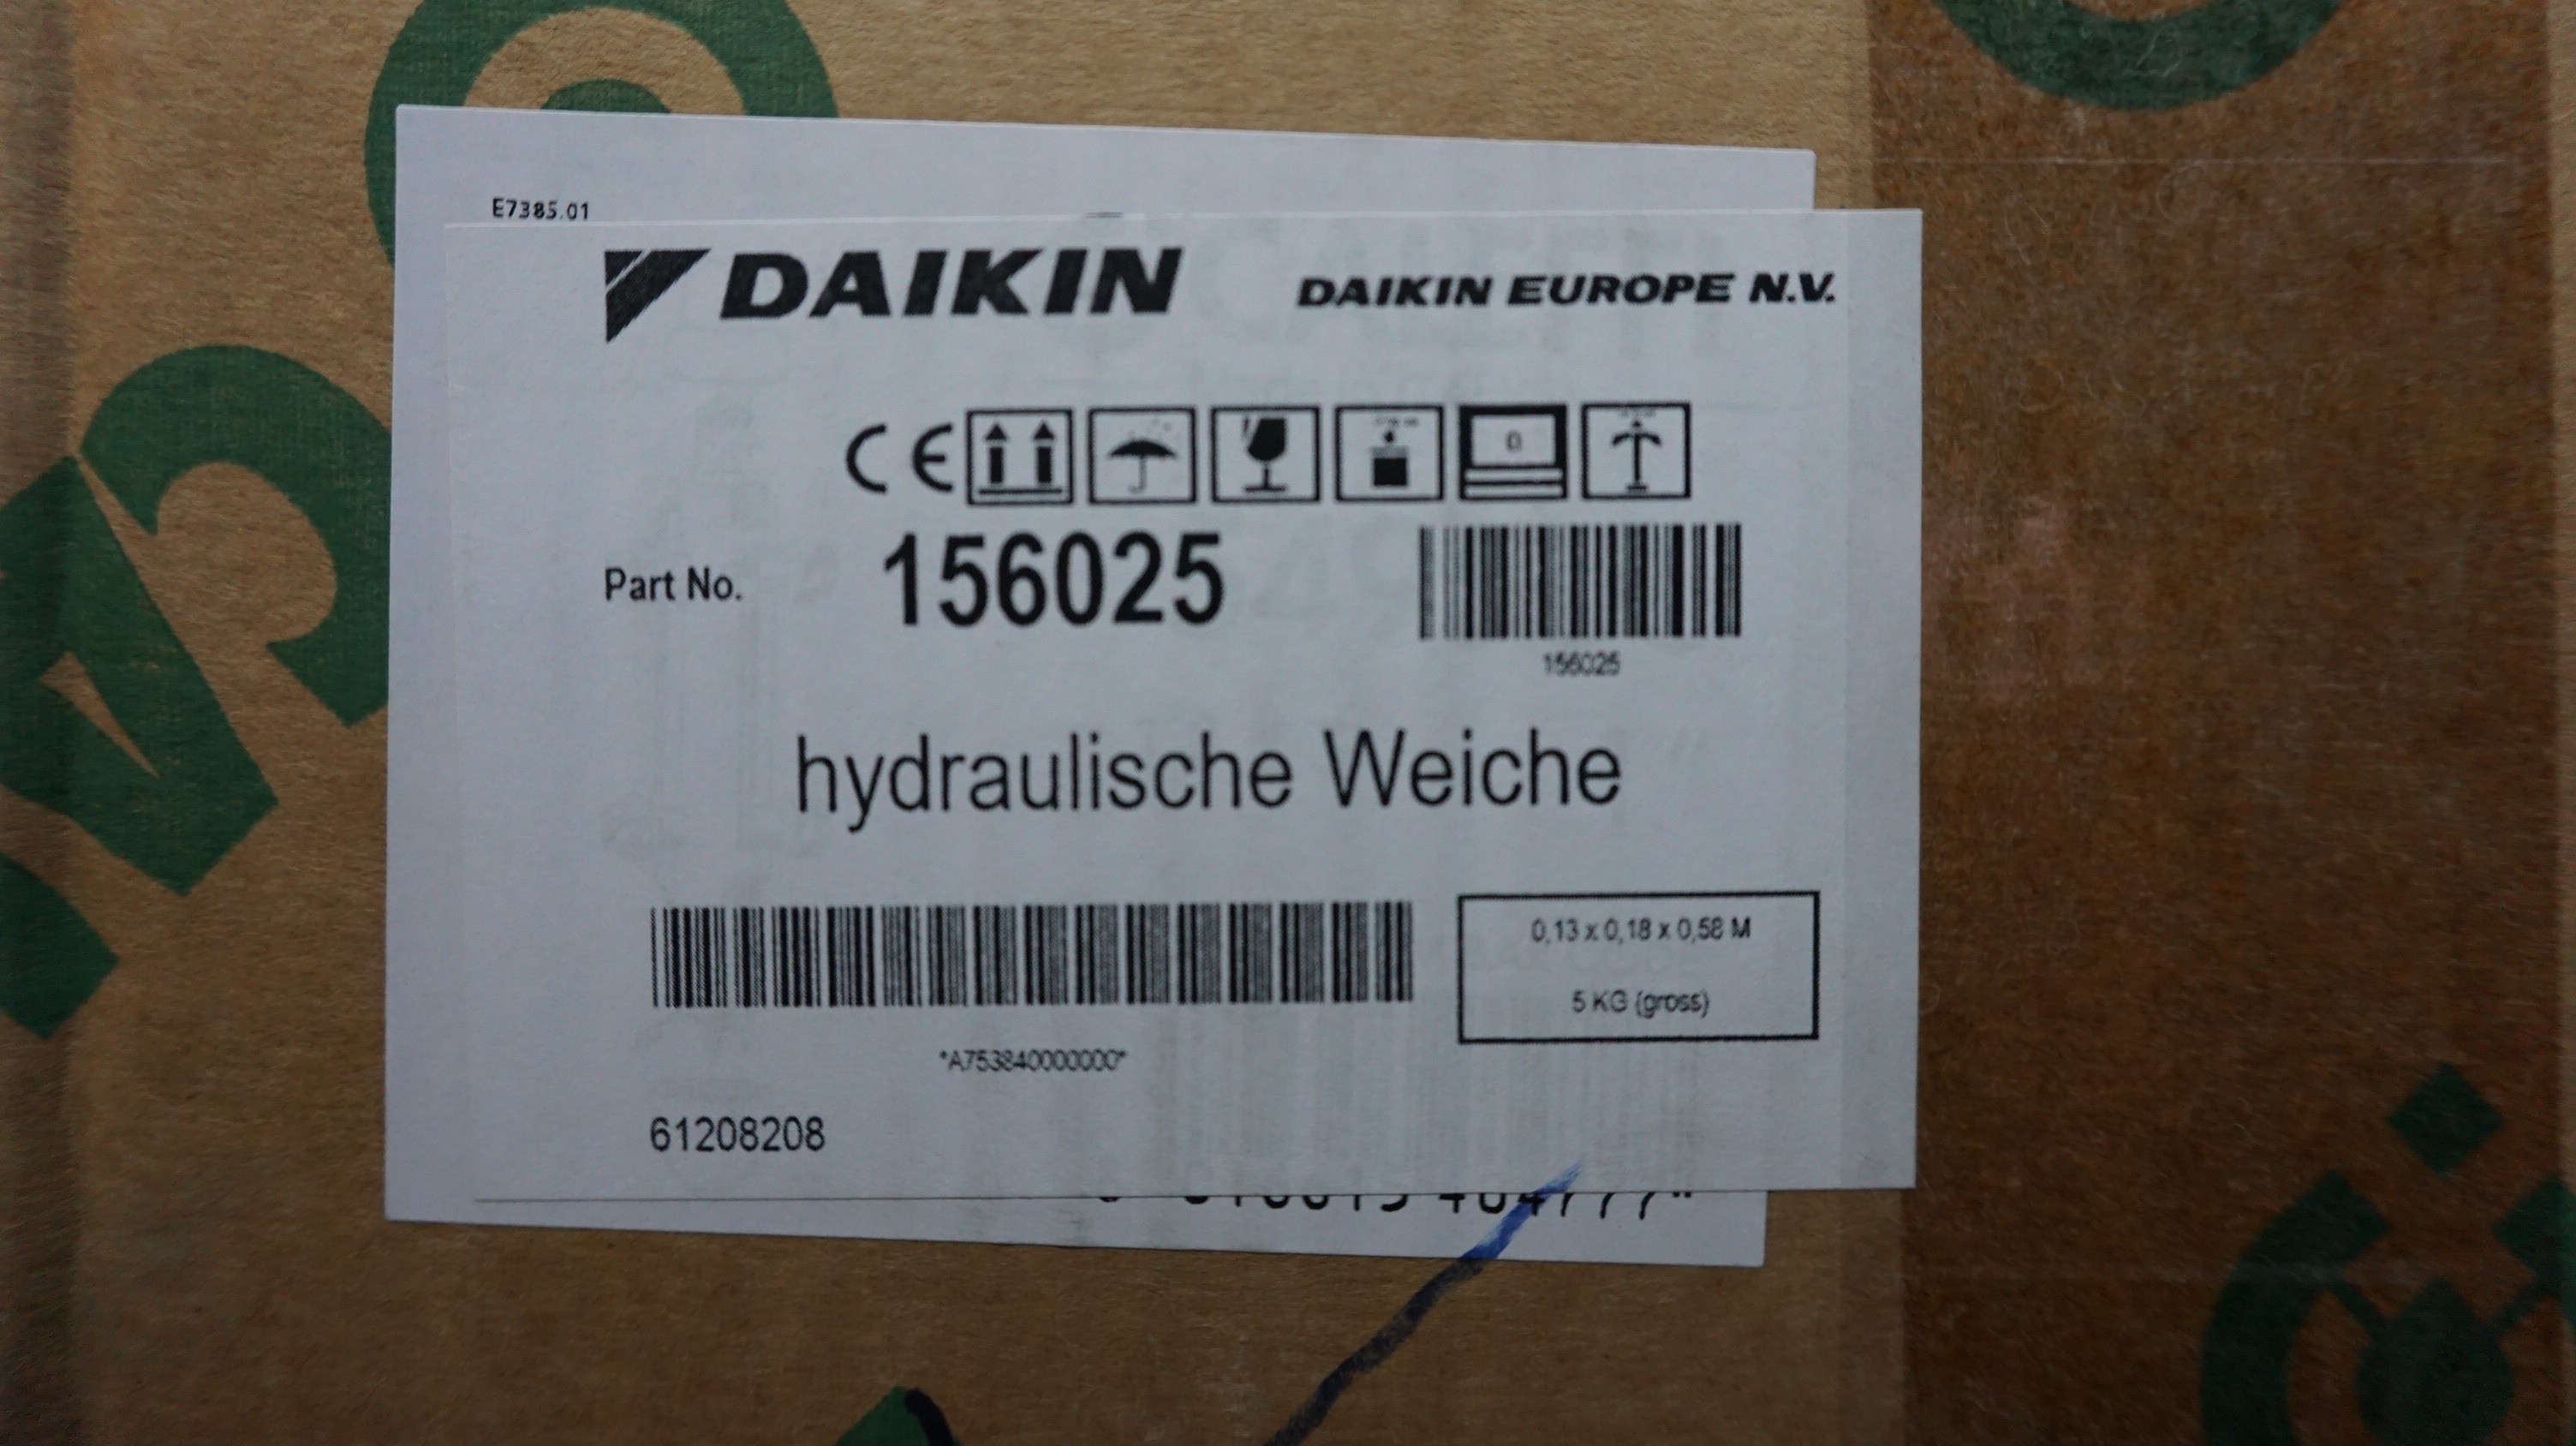 E7385.01
DAIKIN DAIKIN EUROPE N.V.
CE
Part No. 156025
156025
hydraulische Weiche
0,13 x 0,18 x 0,58 M
5 KG (gross)
*A753840000000*
61208208